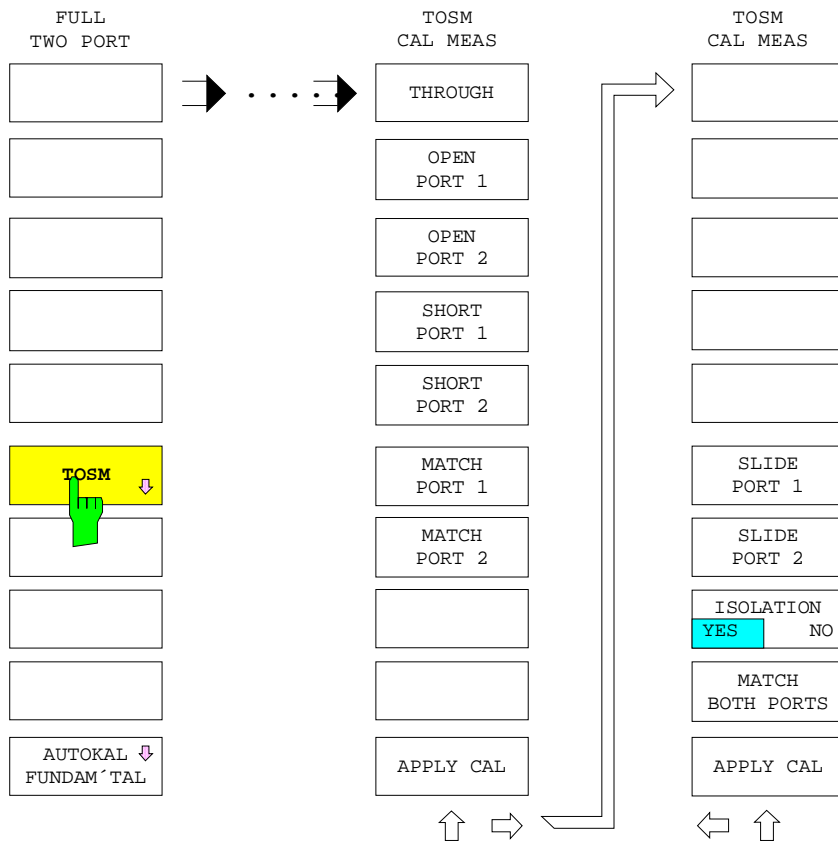 FULL
TWO PORT
TOSM
AUTOKAL
FUNDAM´TAL
TOSM
CAL MEAS
THROUGH
OPEN
PORT 1
OPEN
PORT 2
SHORT
PORT 1
SHORT
PORT 2
MATCH
PORT 1
MATCH
PORT 2
APPLY CAL
TOSM
CAL MEAS
SLIDE
PORT 1
SLIDE
PORT 2
ISOLATION
YES NO
MATCH
BOTH PORTS
APPLY CAL